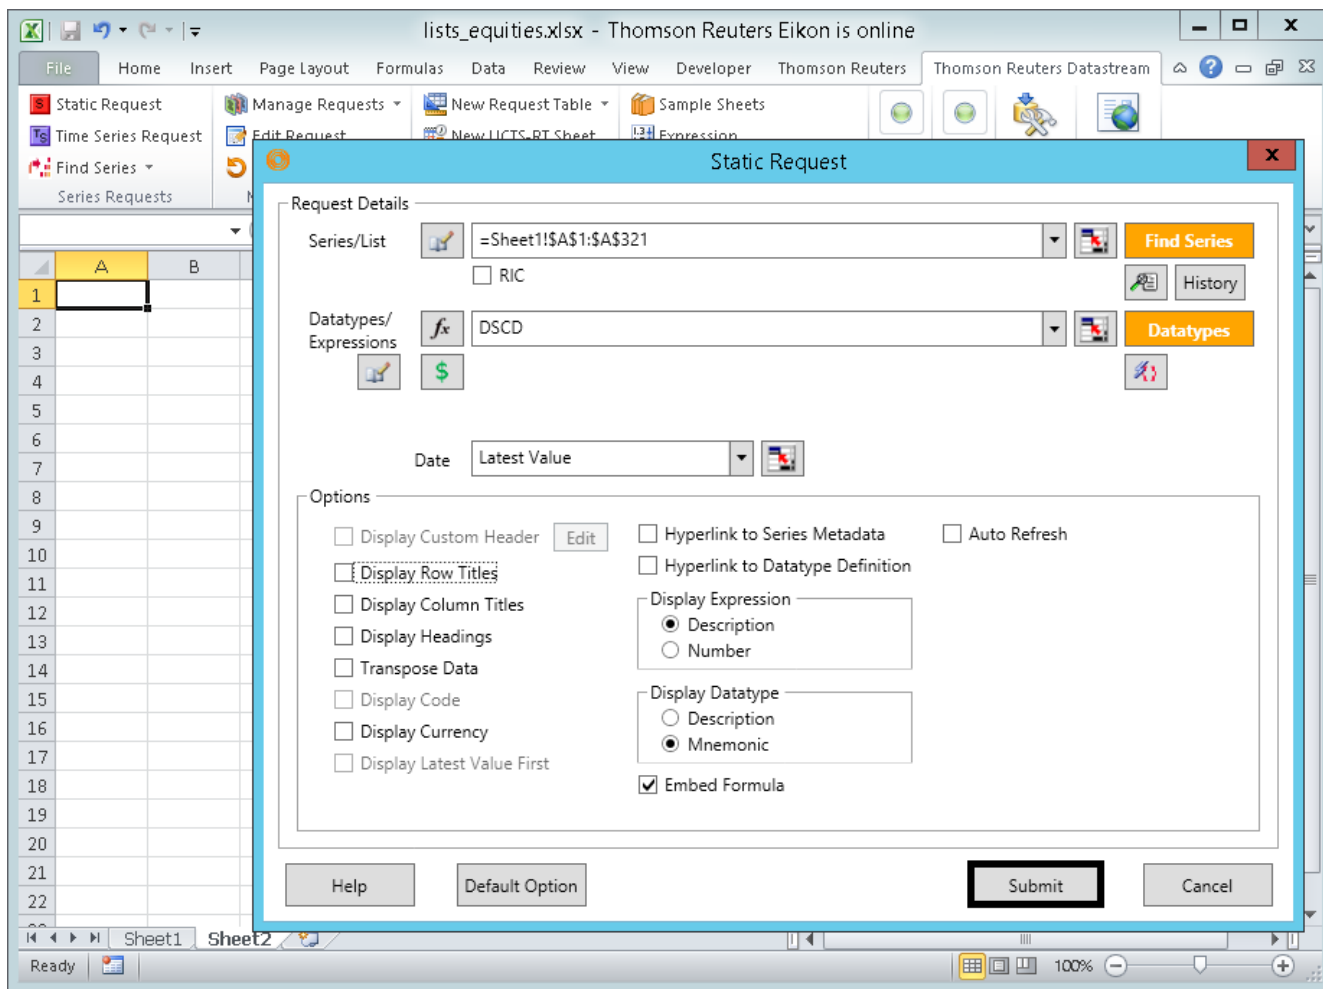 lists_equities.xlsx - Thomson Reuters Eikon is online
File Home Insert Page Layout Formulas Data Review View Developer Thomson Reuters Thomson Reuters Datastream
Static Request Manage Requests New Request Table Sample Sheets
Time Series Request Edit Request New UCTS-RT Sheet Expression
Find Series
Series Requests
Static Request
Request Details
Series/List =Sheet1!$A$1:$A$321 Find Series
RIC History
Datatypes/ DSCD Datatypes
Expressions
Date Latest Value
Options
Display Custom Header Edit Hyperlink to Series Metadata Auto Refresh
Display Row Titles Hyperlink to Datatype Definition
Display Column Titles Display Expression
Display Headings Description
Transpose Data Number
Display Code Display Datatype
Display Currency Description
Display Latest Value First Mnemonic
Embed Formula
Help Default Option Submit Cancel
A B
1
2
3
4
5
6
7
8
9
10
11
12
13
14
15
16
17
18
19
20
21
22
Sheet1 Sheet2
Ready 100%